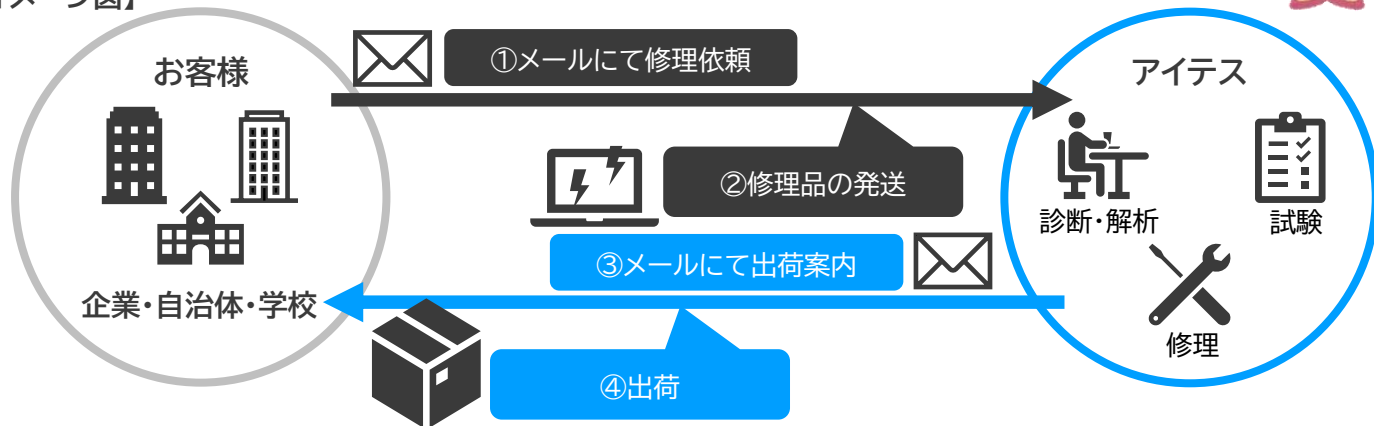 お客様
①メールにて修理依頼
アイテス
②修理品の発送
診断・解析
試験
③メールにて出荷案内
企業・自治体・学校
修理
④出荷